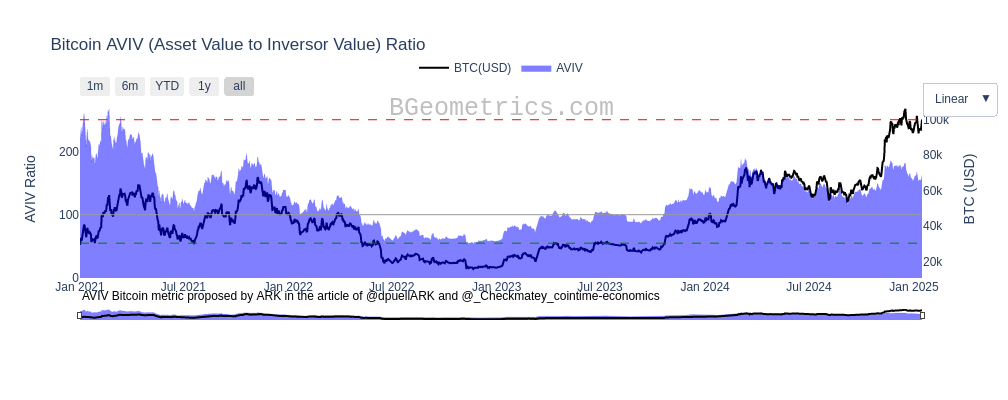 Bitcoin AVIV (Asset Value to Inversor Value) Ratio
BTC(USD) AVIV
1m 6m YTD 1y all
Linear ▼
BGeometrics.com
AVIV Ratio
200
100
0
100k
80k
60k
40k
20k
BTC (USD)
Jan 2021 Jul 2021 Jan 2022 Jul 2022 Jan 2023 Jul 2023 Jan 2024 Jul 2024 Jan 2025
AVIV Bitcoin metric proposed by ARK in the article of @dpuellARK and @_Checkmatey_cointime-economics